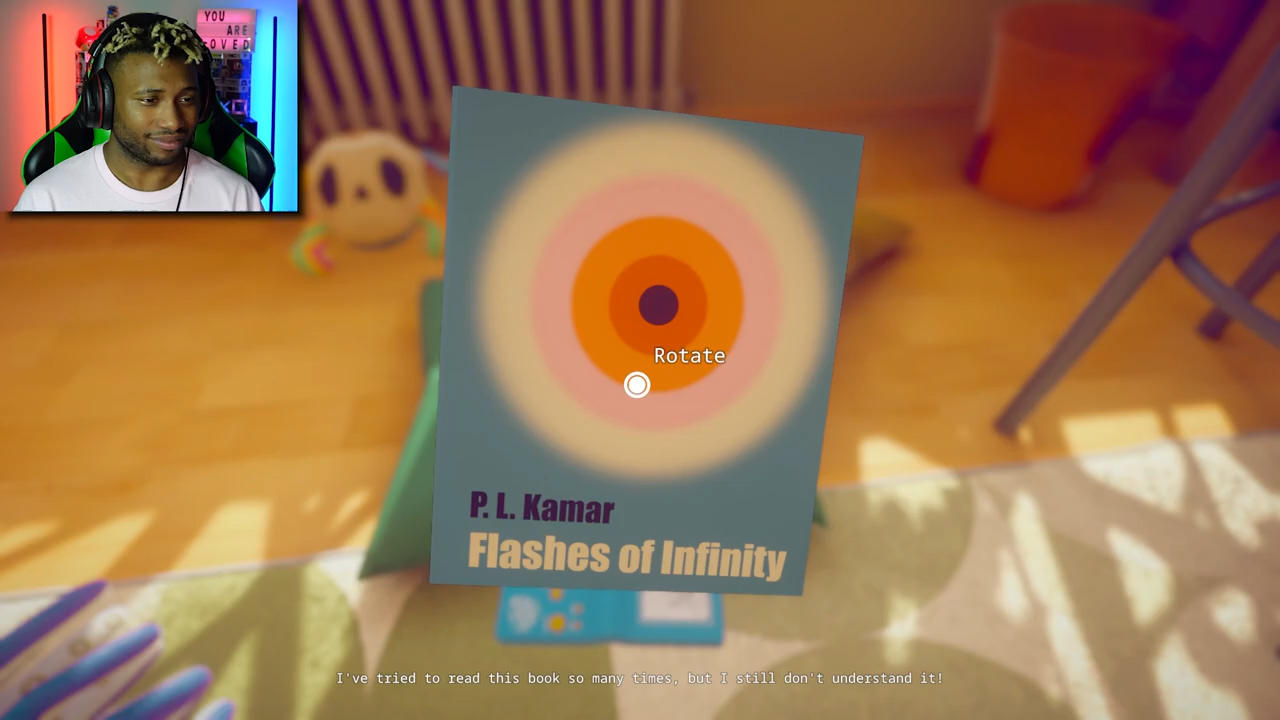 YOU
ARE
LOVED
Rotate
P. L. Kamar
Flashes of Infinity
I've tried to read this book so many times, but I still don't understand it!